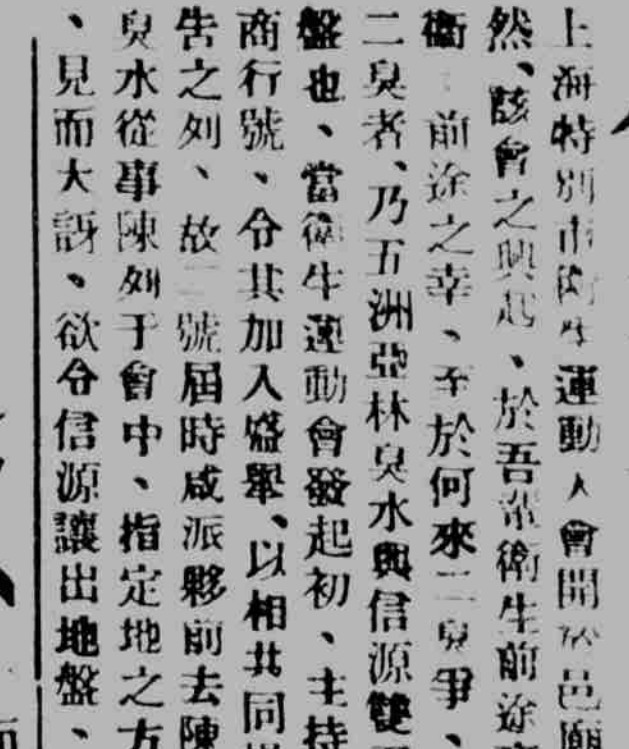 上海特別市衛生運動大會開於邑廟
然、該會之興起、於吾輩衛生前途
衝 前途之幸、至於何來二臭爭、
二臭者、乃五洲亞林臭水與信源雙
盤也、當衛生運動會發起初、主持
商行號、令其加入盛舉、以相共同
告之列、故二號屆時咸派夥前去陳
臭水從事陳列于會中、指定地之方
、見而大訝、欲令信源讓出地盤、